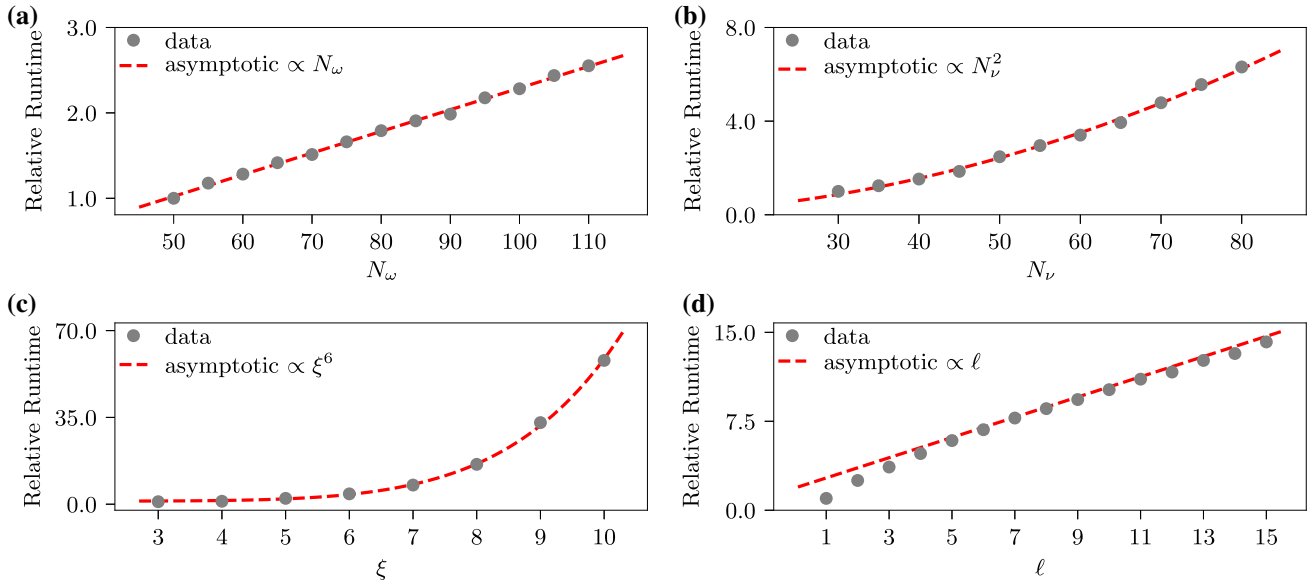 (a)
Relative Runtime
3.0
2.0
1.0
data
asymptotic ∝ N_ω
50 60 70 80 90 100 110
N_ω
(b)
Relative Runtime
8.0
4.0
0.0
data
asymptotic ∝ N_ν^2
30 40 50 60 70 80
N_ν
(c)
Relative Runtime
70.0
35.0
0.0
data
asymptotic ∝ ξ^6
3 4 5 6 7 8 9 10
ξ
(d)
Relative Runtime
15.0
7.5
0.0
data
asymptotic ∝ ℓ
1 3 5 7 9 11 13 15
ℓ